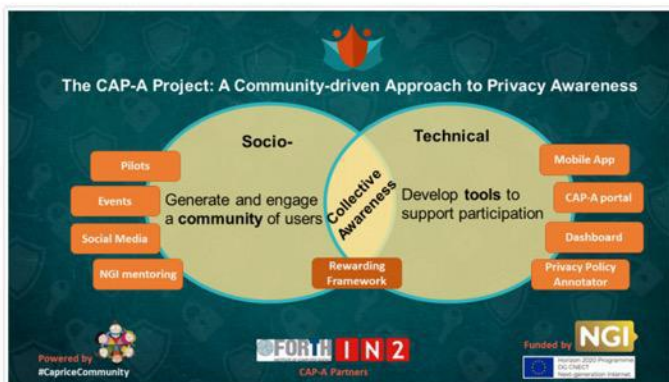 The CAP-A Project: A Community-driven Approach to Privacy Awareness
Socio-
Generate and engage
a community of users
Technical
Develop tools to
support participation
Collective
Awareness
Pilots
Events
Social Media
NGI mentoring
Rewarding
Framework
Mobile App
CAP-A portal
Dashboard
Privacy Policy
Annotator
Powered by
#CapriceCommunity
FORTH
IN2
CAP-A Partners
Funded by
NGI
Horizon 2020 Programme
DG CNECT
Next-generation Internet